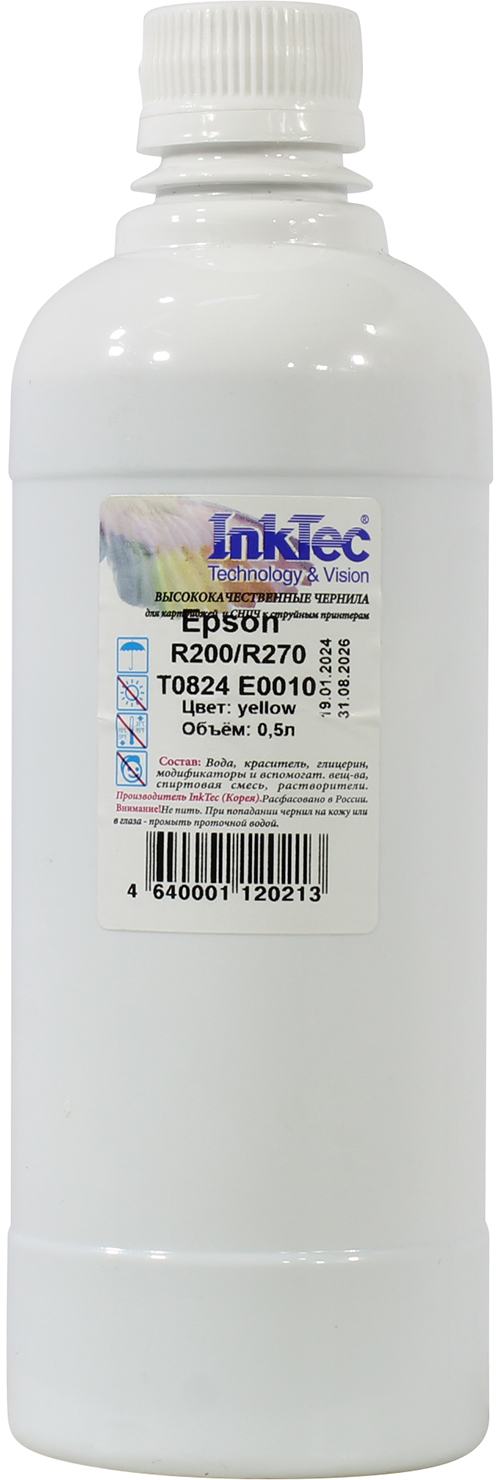 InkTec®
Technology & Vision
ВЫСОКОКАЧЕСТВЕННЫЕ ЧЕРНИЛА
для картриджей и СНПЧ к струйным принтерам
Epson
R200/R270
T0824 E0010
19.01.2024
31.08.2026
Цвет: yellow
Объём: 0,5л
Состав: Вода, краситель, глицерин,
модификаторы и вспомогат. вещ-ва,
спиртовая смесь, растворители.
Производитель InkTec (Корея).Расфасовано в России.
Внимание!Не пить. При попадании чернил на кожу или
в глаза - промыть проточной водой.
4 640001 120213